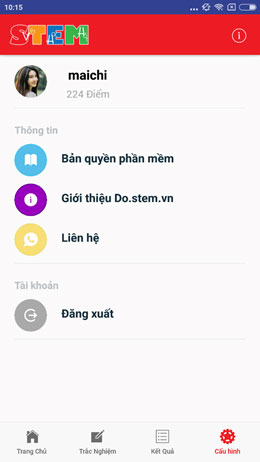 10:15
STEM
maichi
224 Điểm
Thông tin
Bản quyền phần mềm
Giới thiệu Do.stem.vn
Liên hệ
Tài khoản
Đăng xuất
Trang Chủ Trắc Nghiệm Kết Quả Cấu hình